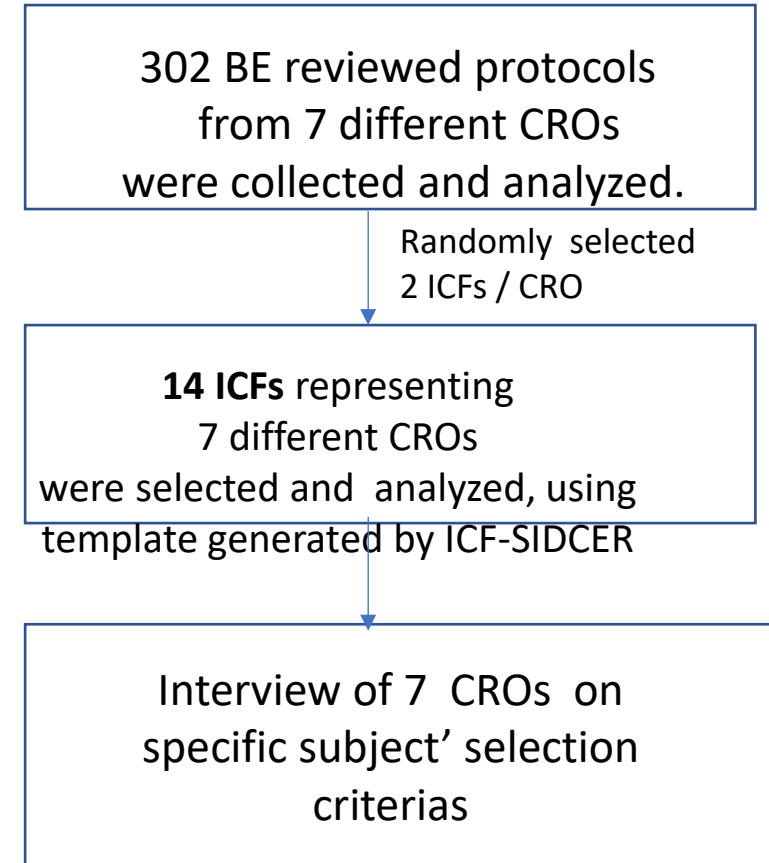 302 BE reviewed protocols
from 7 different CROs
were collected and analyzed.
Randomly selected
2 ICFs / CRO
14 ICFs representing
7 different CROs
were selected and analyzed, using
template generated by ICF-SIDCER
Interview of 7 CROs on
specific subject’ selection
criterias